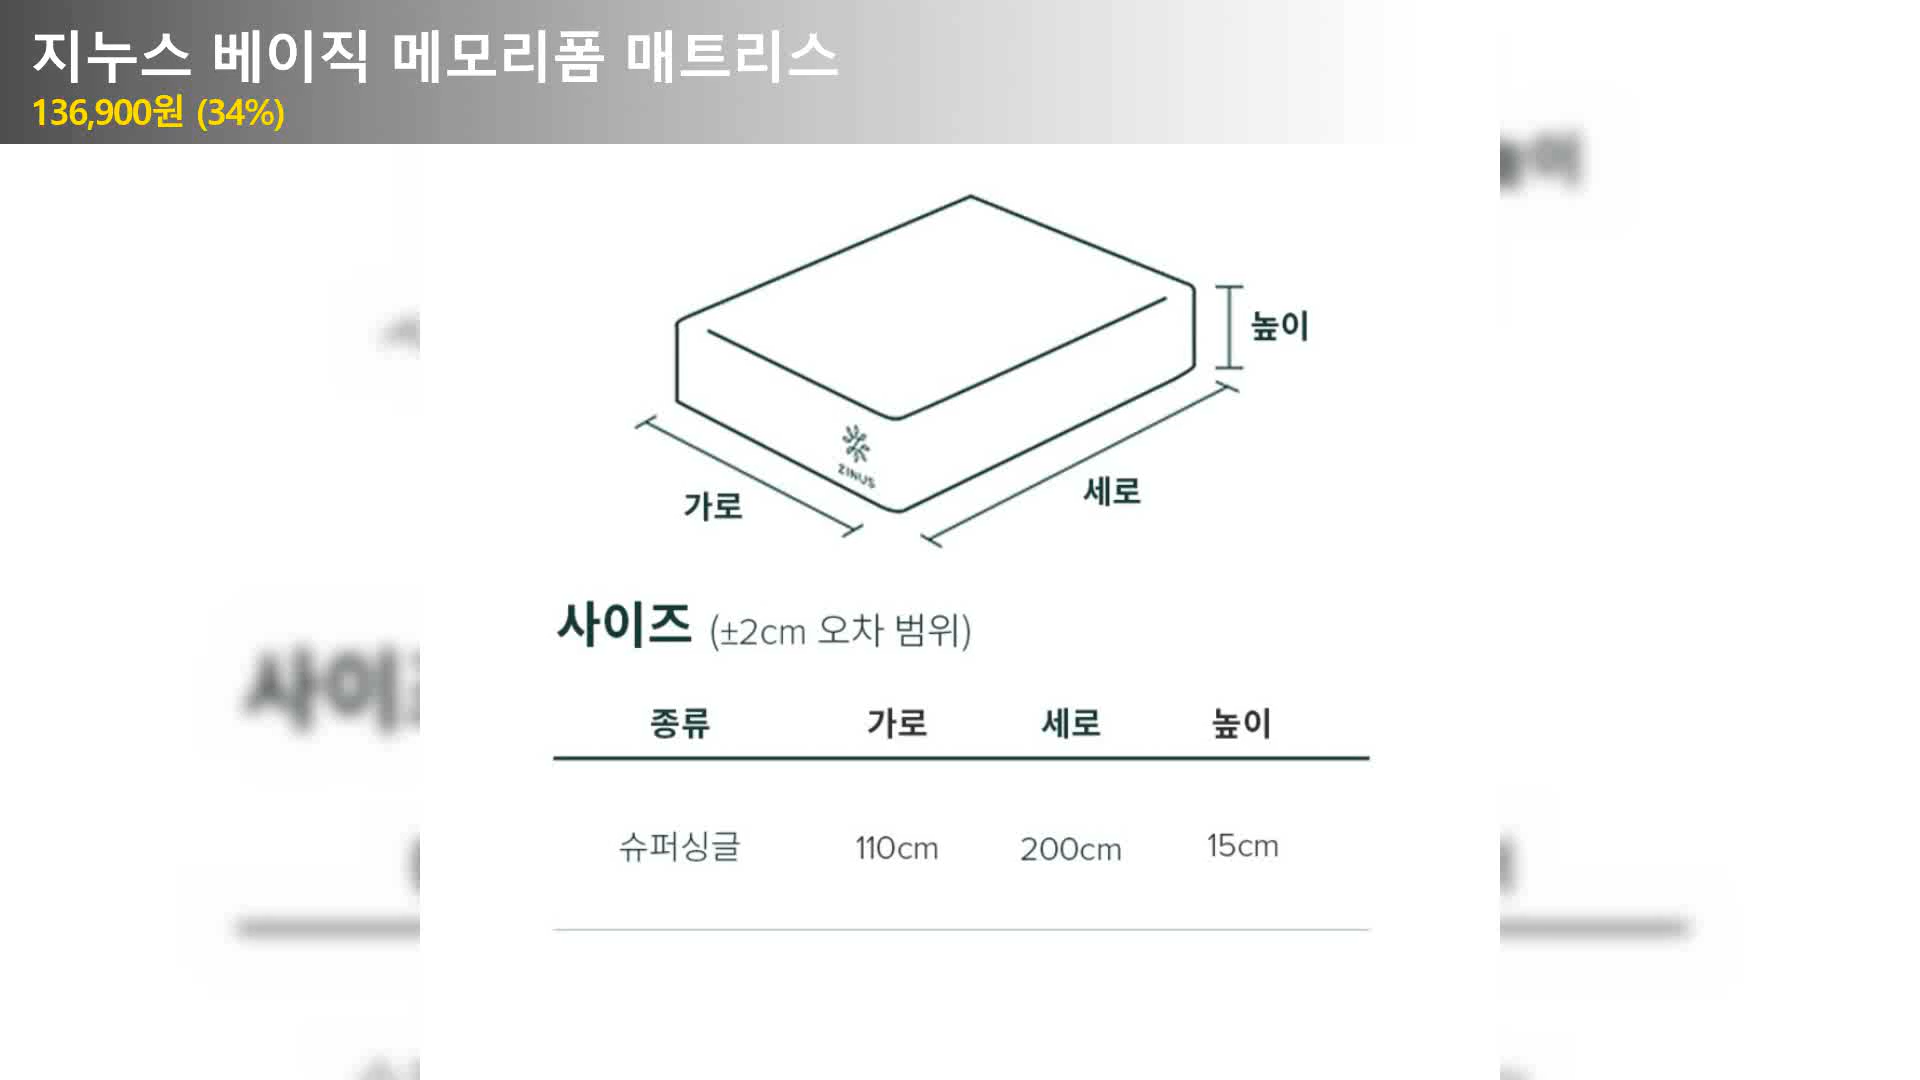 지누스 베이직 메모리폼 매트리스
136,900원 (34%)
높이
ZINUS
가로
세로
사이즈 (±2cm 오차 범위)
종류 가로 세로 높이
슈퍼싱글 110cm 200cm 15cm